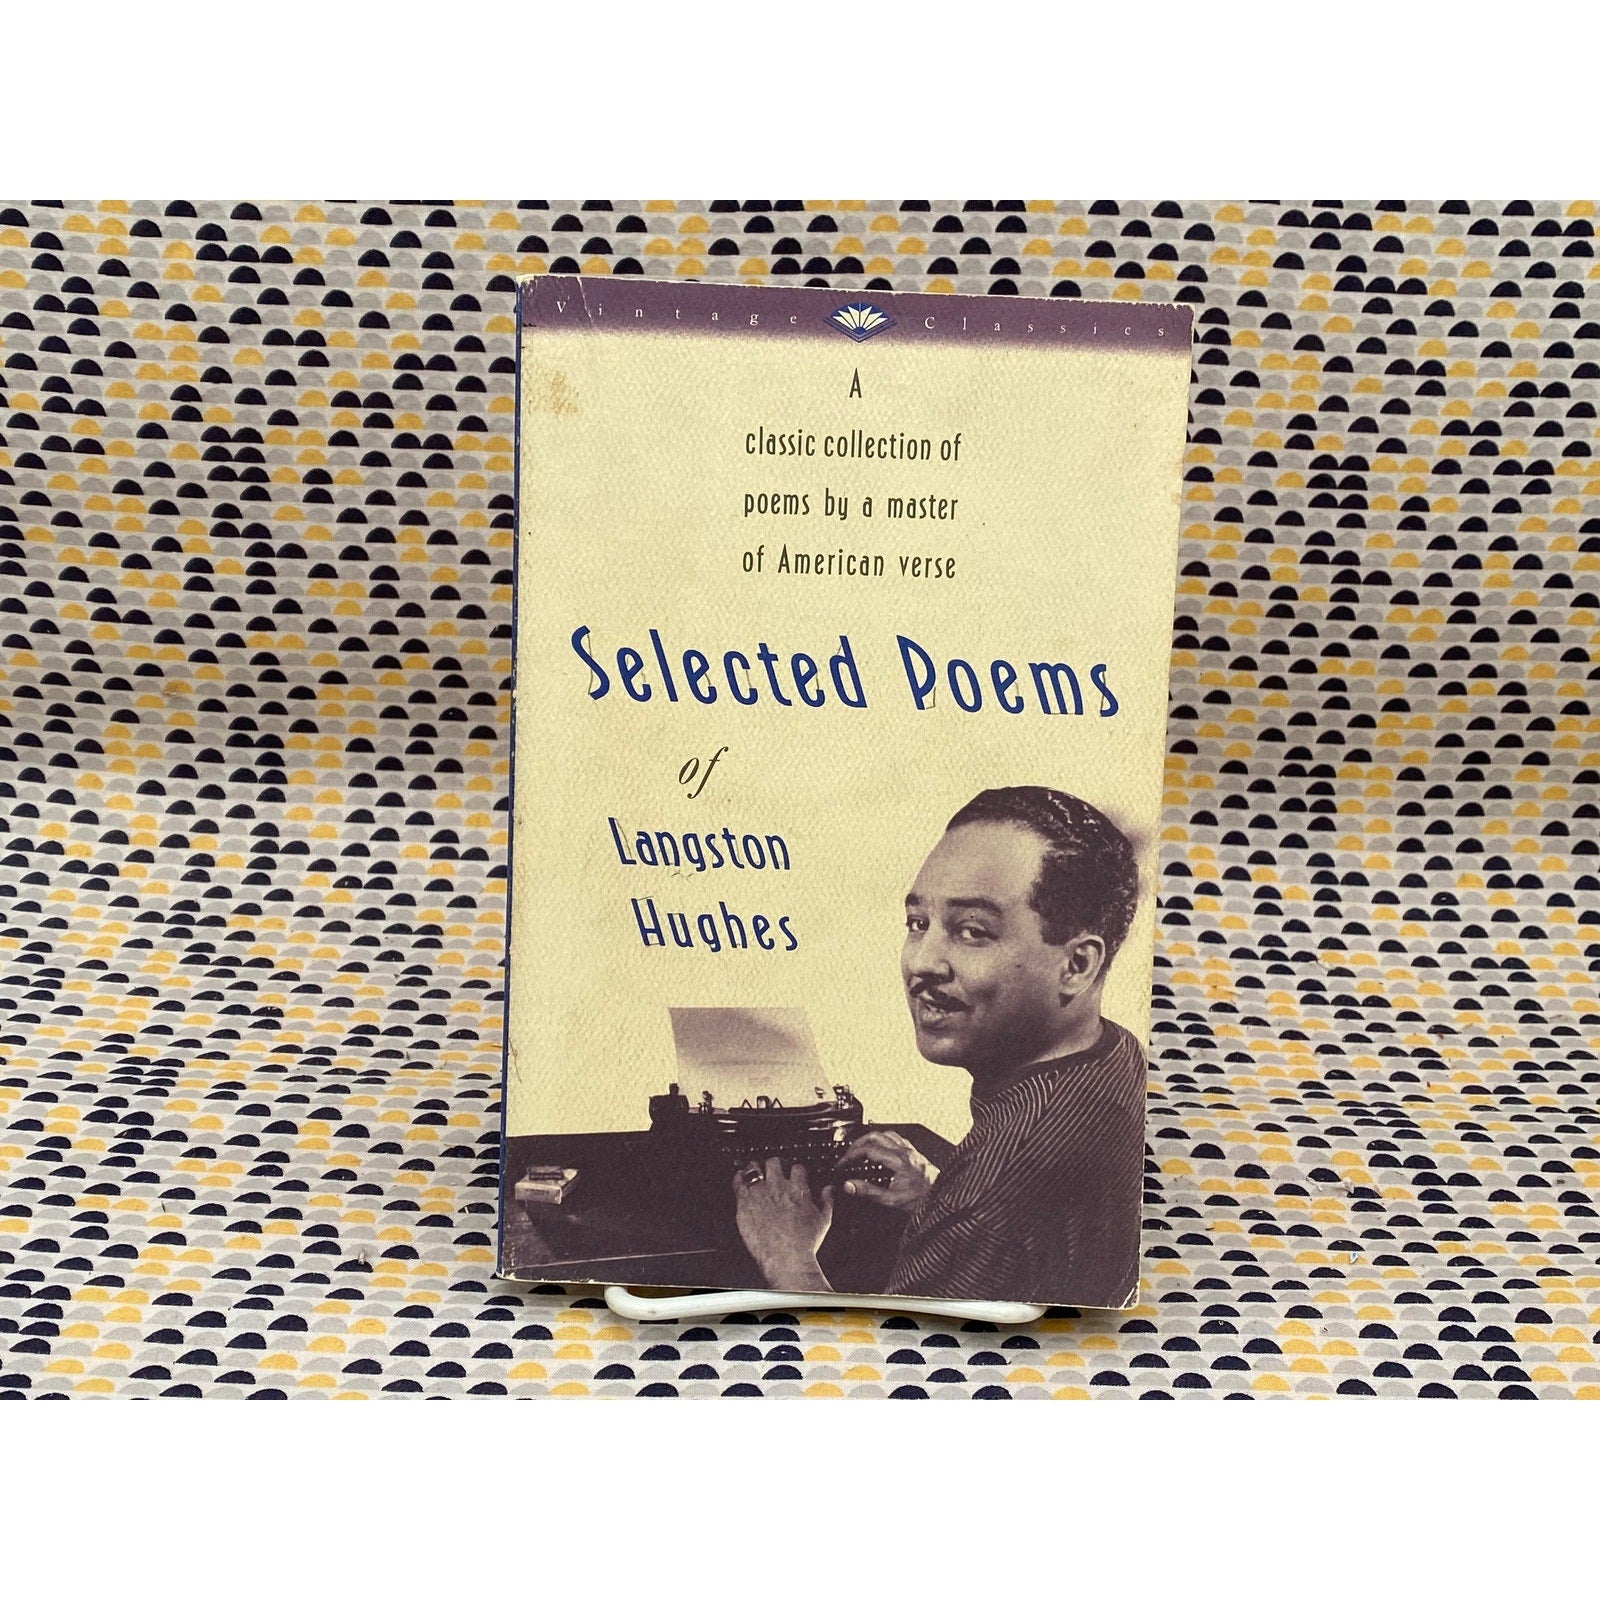 Vintage Classics
A
classic collection of
poems by a master
of American verse
Selected Poems
of
Langston
Hughes